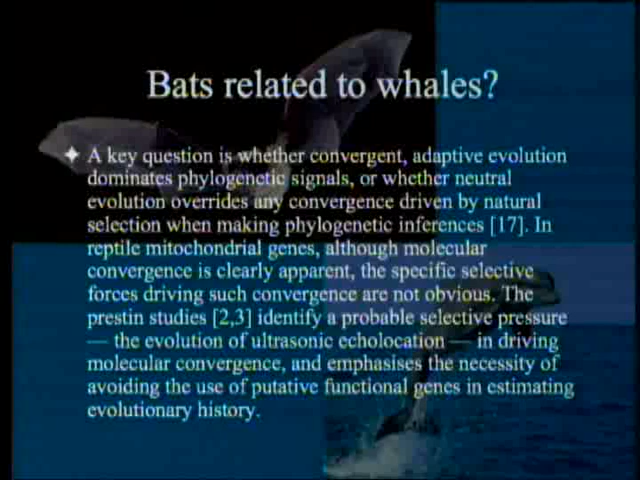 Bats related to whales?
A key question is whether convergent, adaptive evolution
dominates phylogenetic signals, or whether neutral
evolution overrides any convergence driven by natural
selection when making phylogenetic inferences [17]. In
reptile mitochondrial genes, although molecular
convergence is clearly apparent, the specific selective
forces driving such convergence are not obvious. The
prestin studies [2,3] identify a probable selective pressure
— the evolution of ultrasonic echolocation — in driving
molecular convergence, and emphasises the necessity of
avoiding the use of putative functional genes in estimating
evolutionary history.